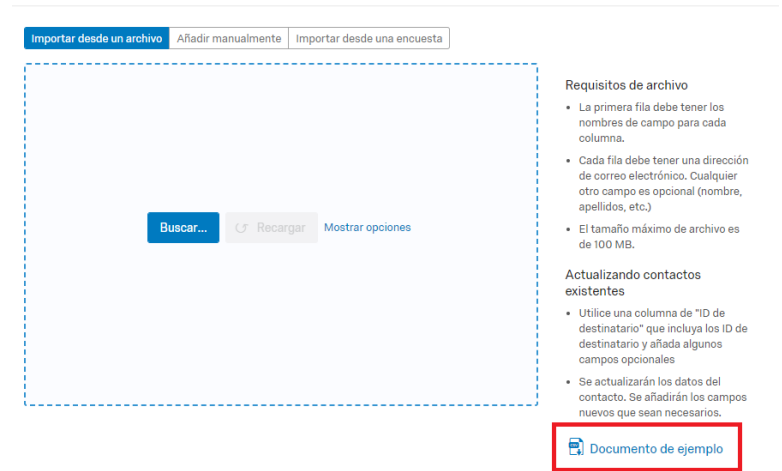 Importar desde un archivo Añadir manualmente Importar desde una encuesta
Buscar... Recargar Mostrar opciones
Requisitos de archivo
• La primera fila debe tener los
nombres de campo para cada
columna.
• Cada fila debe tener una dirección
de correo electrónico. Cualquier
otro campo es opcional (nombre,
apellidos, etc.)
• El tamaño máximo de archivo es
de 100 MB.
Actualizando contactos
existentes
• Utilice una columna de "ID de
destinatario" que incluya los ID de
destinatario y añada algunos
campos opcionales
• Se actualizarán los datos del
contacto. Se añadirán los campos
nuevos que sean necesarios.
Documento de ejemplo